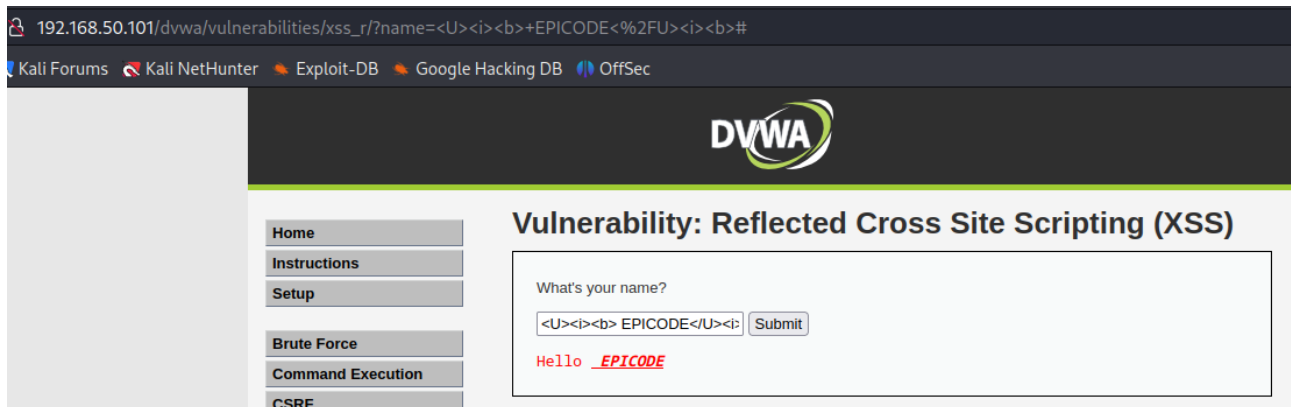 192.168.50.101/dvwa/vulnerabilities/xss_r/?name=<U><i><b>+EPICODE<%2FU><i><b>#
Kali Forums Kali NetHunter Exploit-DB Google Hacking DB OffSec
DVWA
Vulnerability: Reflected Cross Site Scripting (XSS)
Home
Instructions
Setup
Brute Force
Command Execution
CSRF
What's your name?
<U><i><b> EPICODE</U><i> Submit
Hello EPICODE